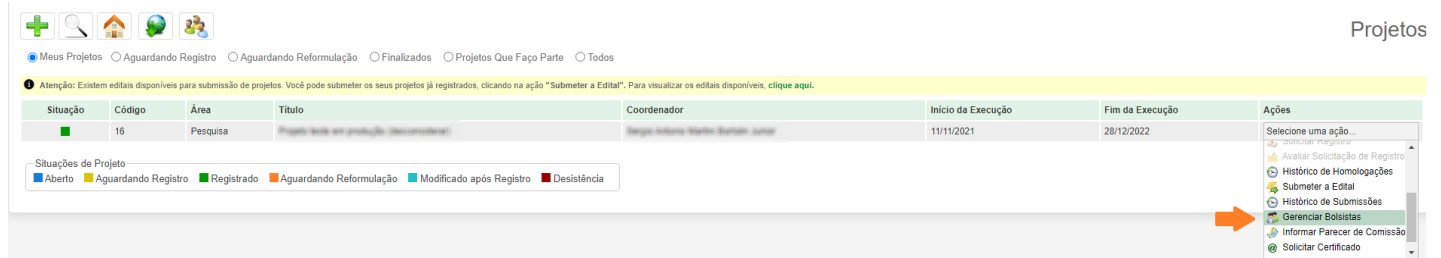 Projetos
Meus Projetos Aguardando Registro Aguardando Reformulação Finalizados Projetos Que Faço Parte Todos
Atenção: Existem editais disponíveis para submissão de projetos. Você pode submeter os seus projetos já registrados, clicando na ação "Submeter a Edital". Para visualizar os editais disponíveis, clique aqui.
Situação Código Área Título Coordenador Início da Execução Fim da Execução Ações
16 Pesquisa 11/11/2021 28/12/2022 Selecione uma ação...
Solicitar Registro
Avaliar Solicitação de Registro
Histórico de Homologações
Submeter a Edital
Histórico de Submissões
Gerenciar Bolsistas
Informar Parecer de Comissão
Solicitar Certificado
Situações de Projeto
Aberto Aguardando Registro Registrado Aguardando Reformulação Modificado após Registro Desistência